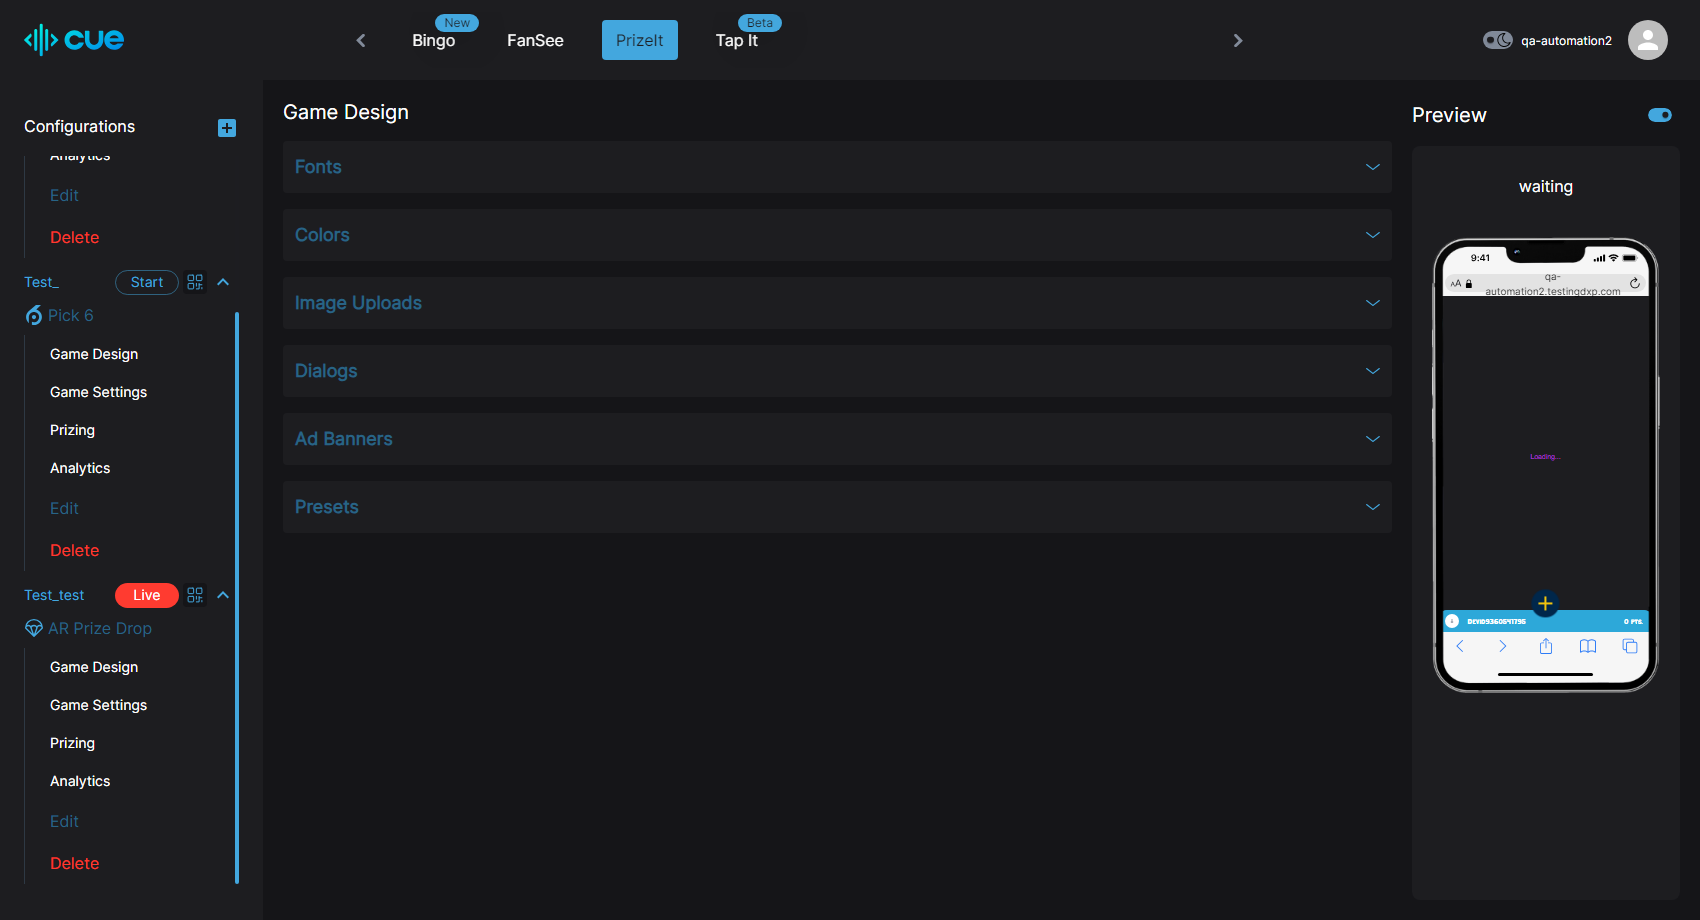 cue
New
Bingo
FanSee
PrizeIt
Beta
Tap It
qa-automation2
Configurations
Analytics
Edit
Delete
Test_
Start
Pick 6
Game Design
Game Settings
Prizing
Analytics
Edit
Delete
Test_test
Live
AR Prize Drop
Game Design
Game Settings
Prizing
Analytics
Edit
Delete
Game Design
Fonts
Colors
Image Uploads
Dialogs
Ad Banners
Presets
Preview
waiting
9:41
AA
qa-
automation2.testingdxp.com
Loading...
0 PTS.